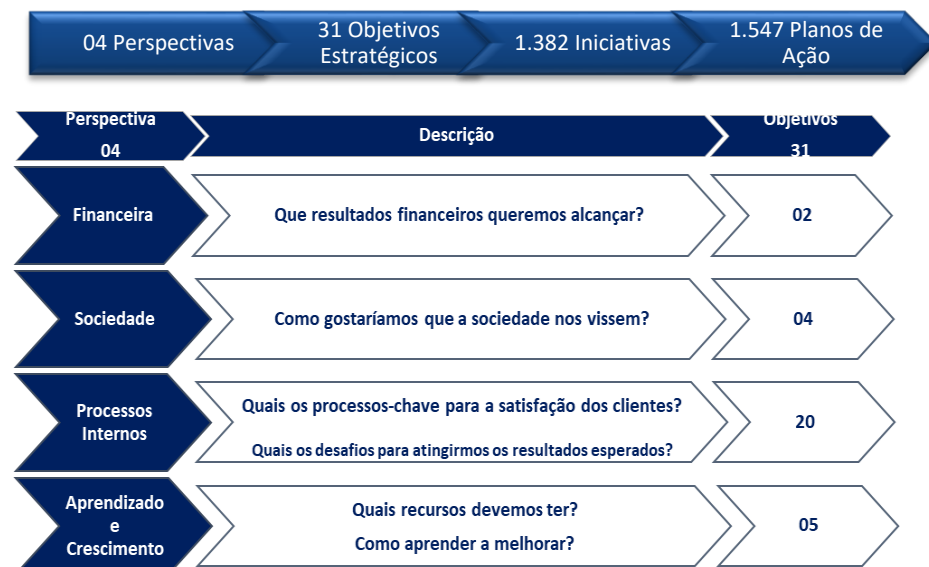 04 Perspectivas
31 Objetivos
Estratégicos
1.382 Iniciativas
1.547 Planos de
Ação
Perspectiva
04
Descrição
Objetivos
31
Financeira
Que resultados financeiros queremos alcançar?
02
Sociedade
Como gostaríamos que a sociedade nos vissem?
04
Processos
Internos
Quais os processos-chave para a satisfação dos clientes?
Quais os desafios para atingirmos os resultados esperados?
20
Aprendizado
e
Crescimento
Quais recursos devemos ter?
Como aprender a melhorar?
05